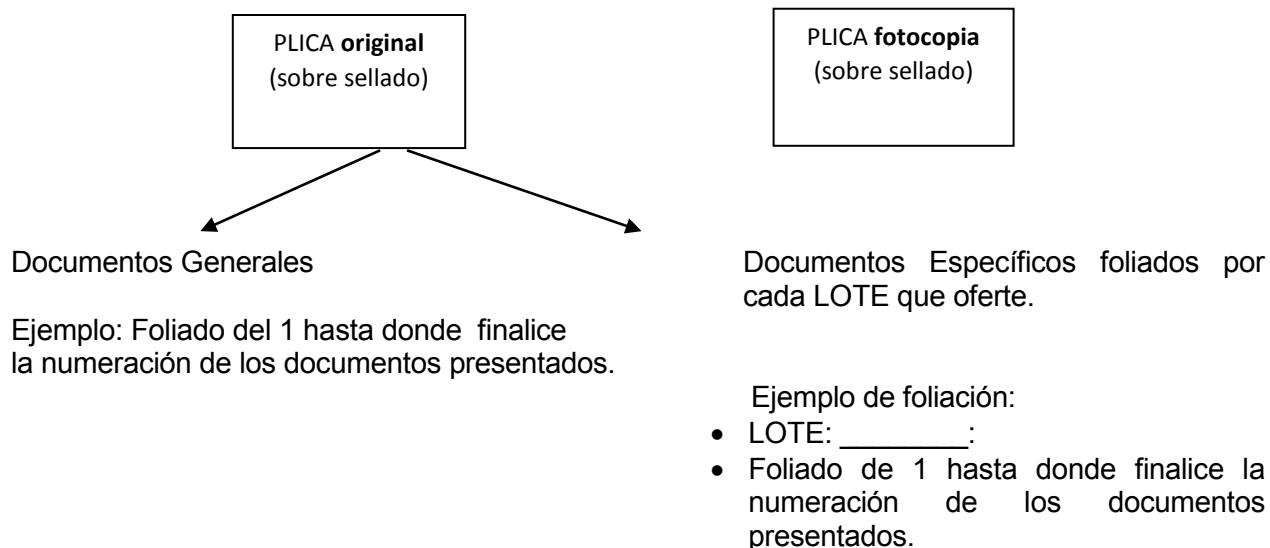 PLICA original
(sobre sellado)
PLICA fotocopia
(sobre sellado)
Documentos Generales
Ejemplo: Foliado del 1 hasta donde finalice
la numeración de los documentos presentados.
Documentos Específicos foliados por
cada LOTE que oferte.
Ejemplo de foliación:
• LOTE: ________:
• Foliado de 1 hasta donde finalice la
numeración de los documentos
presentados.